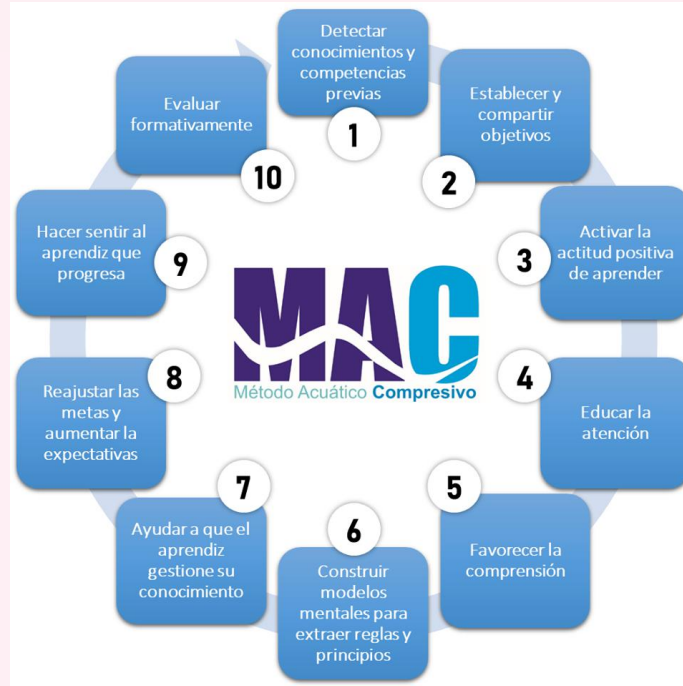 Detectar
conocimientos y
competencias
previas
1
Establecer y
compartir
objetivos
2
Activar la
actitud positiva
de aprender
3
Educar la
atención
4
Favorecer la
comprensión
5
Construir
modelos
mentales para
extraer reglas y
principios
6
Ayudar a que el
aprendiz
gestione su
conocimiento
7
Reajustar las
metas y
aumentar la
expectativas
8
Hacer sentir al
aprendiz que
progresa
9
Evaluar
formativamente
10
MAC
Método Acuático Compresivo